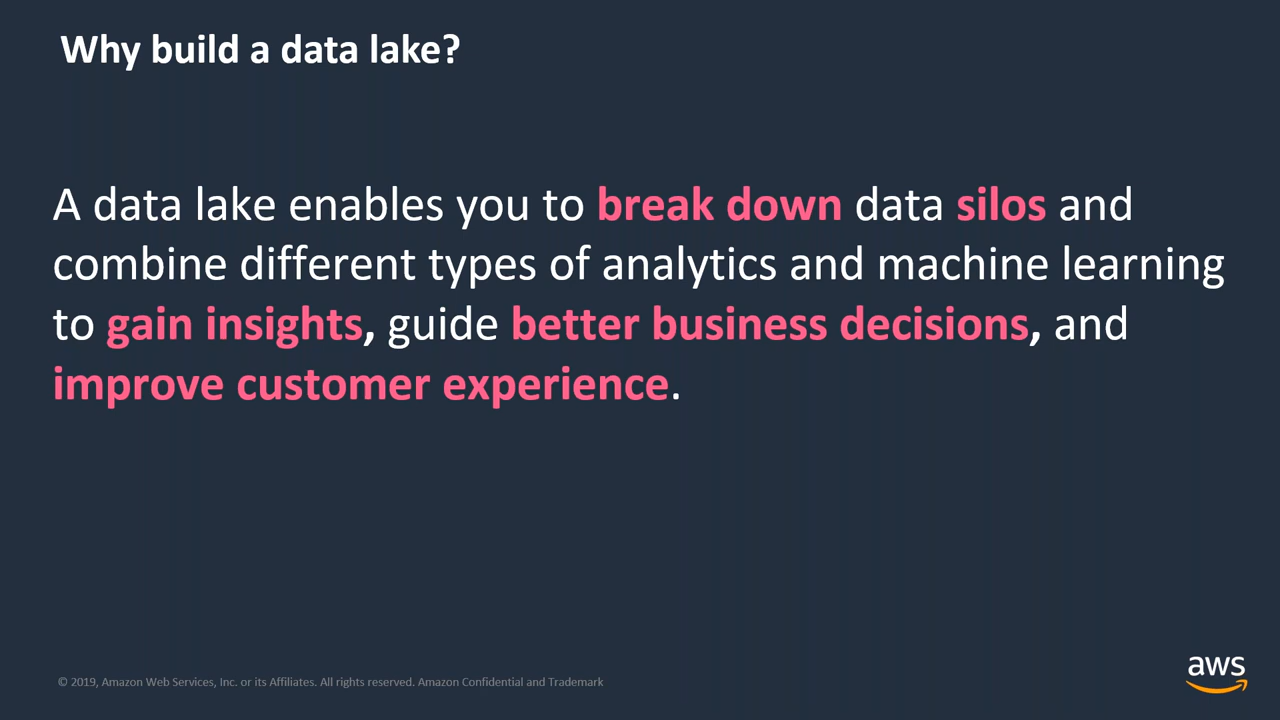 Why build a data lake?
A data lake enables you to break down data silos and
combine different types of analytics and machine learning
to gain insights, guide better business decisions, and
improve customer experience.
© 2019, Amazon Web Services, Inc. or its Affiliates. All rights reserved. Amazon Confidential and Trademark
aws